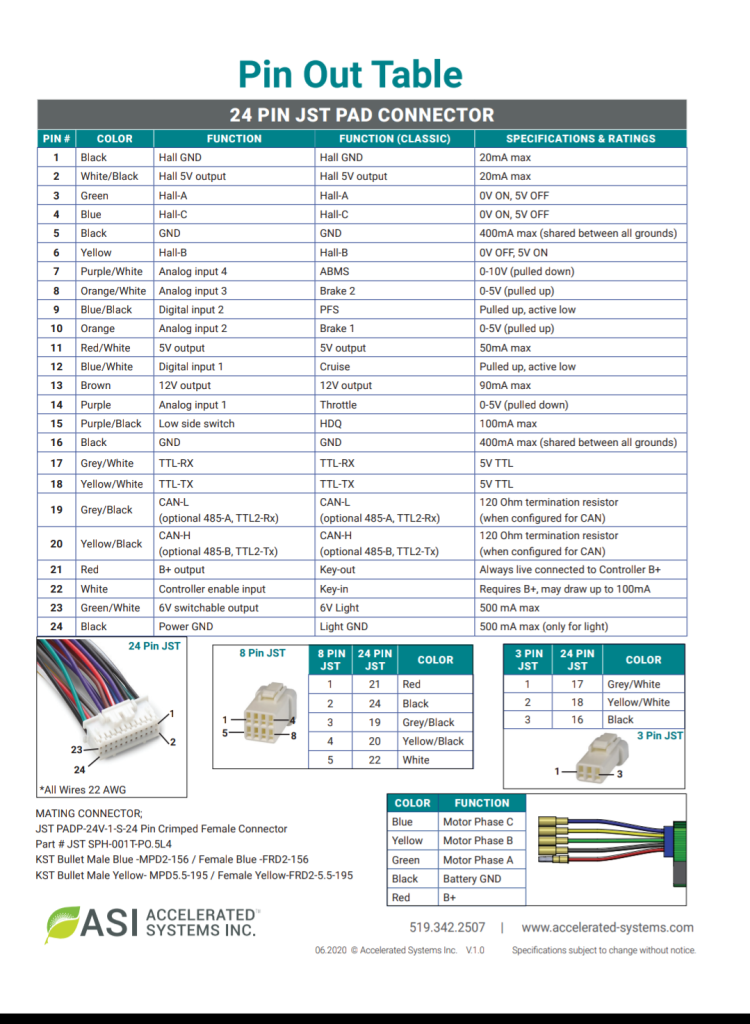 Pin Out Table
24 PIN JST PAD CONNECTOR
PIN # COLOR FUNCTION FUNCTION (CLASSIC) SPECIFICATIONS & RATINGS
1 Black Hall GND Hall GND 20mA max
2 White/Black Hall 5V output Hall 5V output 20mA max
3 Green Hall-A Hall-A 0V ON, 5V OFF
4 Blue Hall-C Hall-C 0V ON, 5V OFF
5 Black GND GND 400mA max (shared between all grounds)
6 Yellow Hall-B Hall-B 0V OFF, 5V ON
7 Purple/White Analog input 4 ABMS 0-10V (pulled down)
8 Orange/White Analog input 3 Brake 2 0-5V (pulled up)
9 Blue/Black Digital input 2 PFS Pulled up, active low
10 Orange Analog input 2 Brake 1 0-5V (pulled up)
11 Red/White 5V output 5V output 50mA max
12 Blue/White Digital input 1 Cruise Pulled up, active low
13 Brown 12V output 12V output 90mA max
14 Purple Analog input 1 Throttle 0-5V (pulled down)
15 Purple/Black Low side switch HDQ 100mA max
16 Black GND GND 400mA max (shared between all grounds)
17 Grey/White TTL-RX TTL-RX 5V TTL
18 Yellow/White TTL-TX TTL-TX 5V TTL
19 Grey/Black CAN-L CAN-L 120 Ohm termination resistor
(optional 485-A, TTL2-Rx) (optional 485-A, TTL2-Rx) (when configured for CAN)
20 Yellow/Black CAN-H CAN-H 120 Ohm termination resistor
(optional 485-B, TTL2-Tx) (optional 485-B, TTL2-Tx) (when configured for CAN)
21 Red B+ output Key-out Always live connected to Controller B+
22 White Controller enable input Key-in Requires B+, may draw up to 100mA
23 Green/White 6V switchable output 6V Light 500 mA max
24 Black Power GND Light GND 500 mA max (only for light)
24 Pin JST
1
2
23
24
*All Wires 22 AWG
8 Pin JST
1 4
5 8
8 PIN JST 24 PIN JST COLOR
1 21 Red
2 24 Black
3 19 Grey/Black
4 20 Yellow/Black
5 22 White
3 PIN JST 24 PIN JST COLOR
1 17 Grey/White
2 18 Yellow/White
3 16 Black
3 Pin JST
1 3
MATING CONNECTOR;
JST PADP-24V-1-S-24 Pin Crimped Female Connector
Part # JST SPH-001T-PO.5L4
KST Bullet Male Blue -MPD2-156 / Female Blue -FRD2-156
KST Bullet Male Yellow- MPD5.5-195 / Female Yellow-FRD2-5.5-195
COLOR FUNCTION
Blue Motor Phase C
Yellow Motor Phase B
Green Motor Phase A
Black Battery GND
Red B+
ASI ACCELERATED™
SYSTEMS INC.
519.342.2507 | www.accelerated-systems.com
06.2020 © Accelerated Systems Inc. V.1.0 Specifications subject to change without notice.